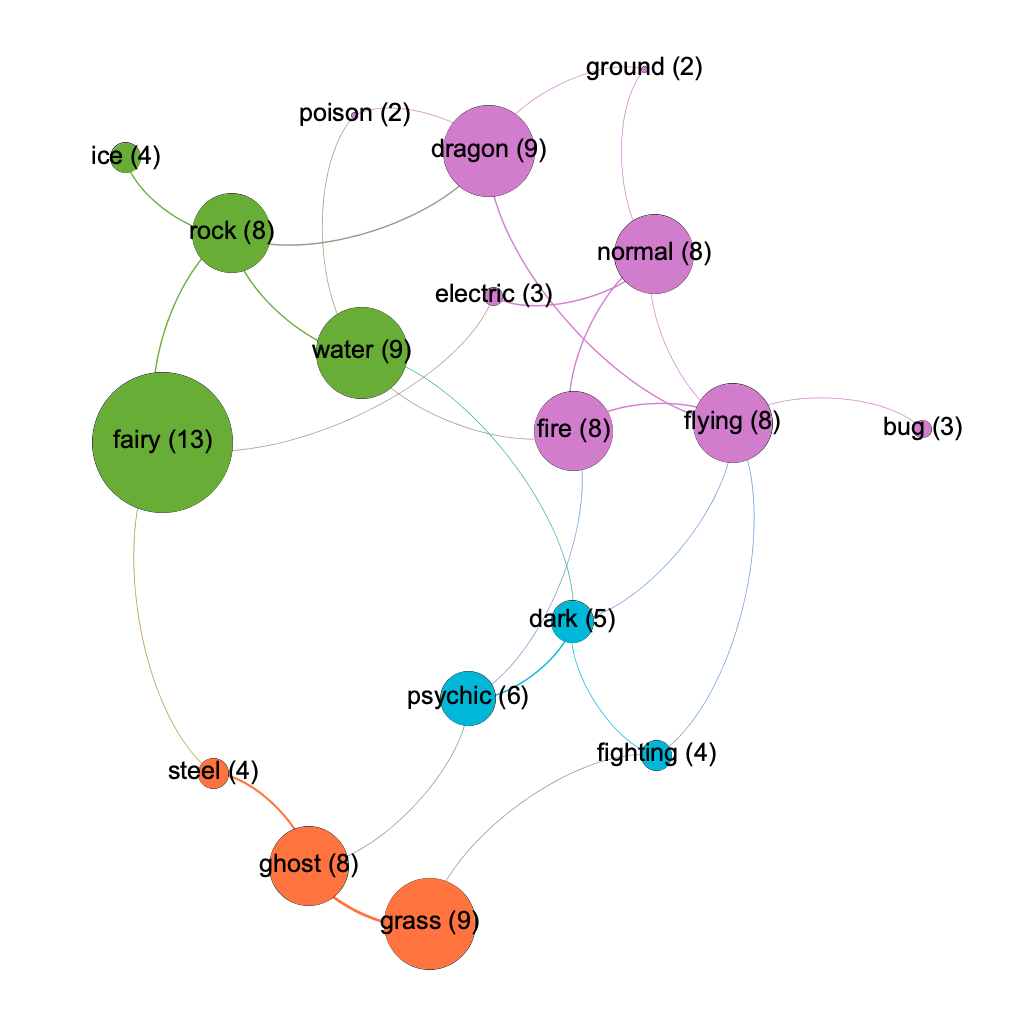 ground (2)
poison (2)
dragon (9)
ice (4)
rock (8)
normal (8)
electric (3)
water (9)
fairy (13)
fire (8)
flying (8)
bug (3)
dark (5)
psychic (6)
fighting (4)
steel (4)
ghost (8)
grass (9)